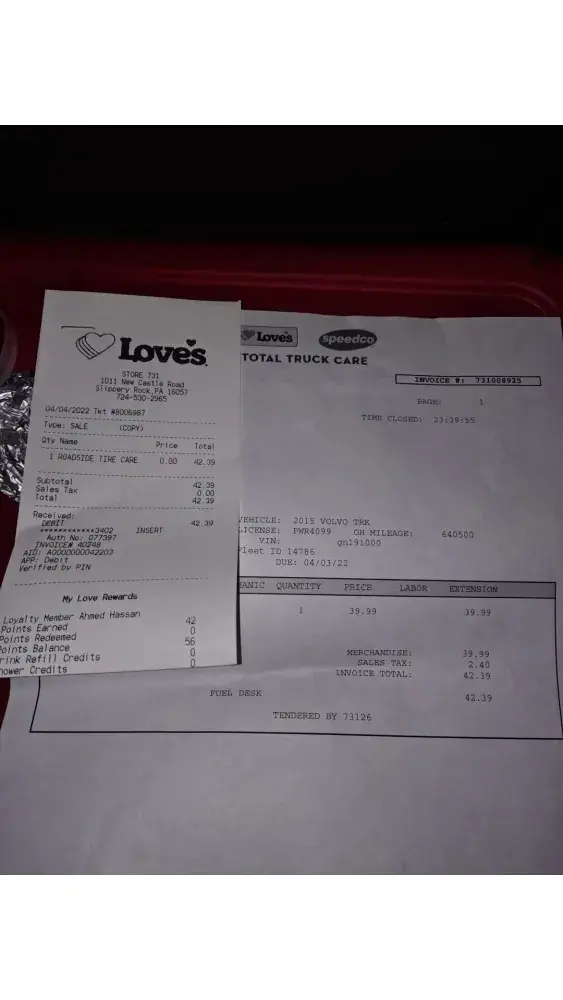 Love's
STORE 731
1011 New Castle Road
Slippery Rock, PA 16057
724-530-2965
04/04/2022 Tkt #8006987
Type: SALE (COPY)
Qty Name Price Total
1 ROADSIDE TIRE CARE 0.00 42.39
Subtotal 42.39
Sales Tax 0.00
Total 42.39
Received:
DEBIT 42.39
************3402 INSERT
Auth No: 077397
INVOICE# 40248
AID: A0000000042203
APP: Debit
Verified by PIN
My Love Rewards
Loyalty Member Ahmed Hassan
Points Earned 42
Points Redeemed 0
Points Balance 56
rink Refill Credits 0
hower Credits 0
Love's speedco
TOTAL TRUCK CARE
INVOICE #: 731008925
PAGE: 1
TIME CLOSED: 23:39:55
VEHICLE: 2015 VOLVO TRK
LICENSE: PWR4099 OH MILEAGE: 640500
VIN: gn191000
Fleet ID 14786
DUE: 04/03/22
HANIC QUANTITY PRICE LABOR EXTENSION
1 39.99 39.99
MERCHANDISE: 39.99
SALES TAX: 2.40
INVOICE TOTAL: 42.39
FUEL DESK 42.39
TENDERED BY 73126